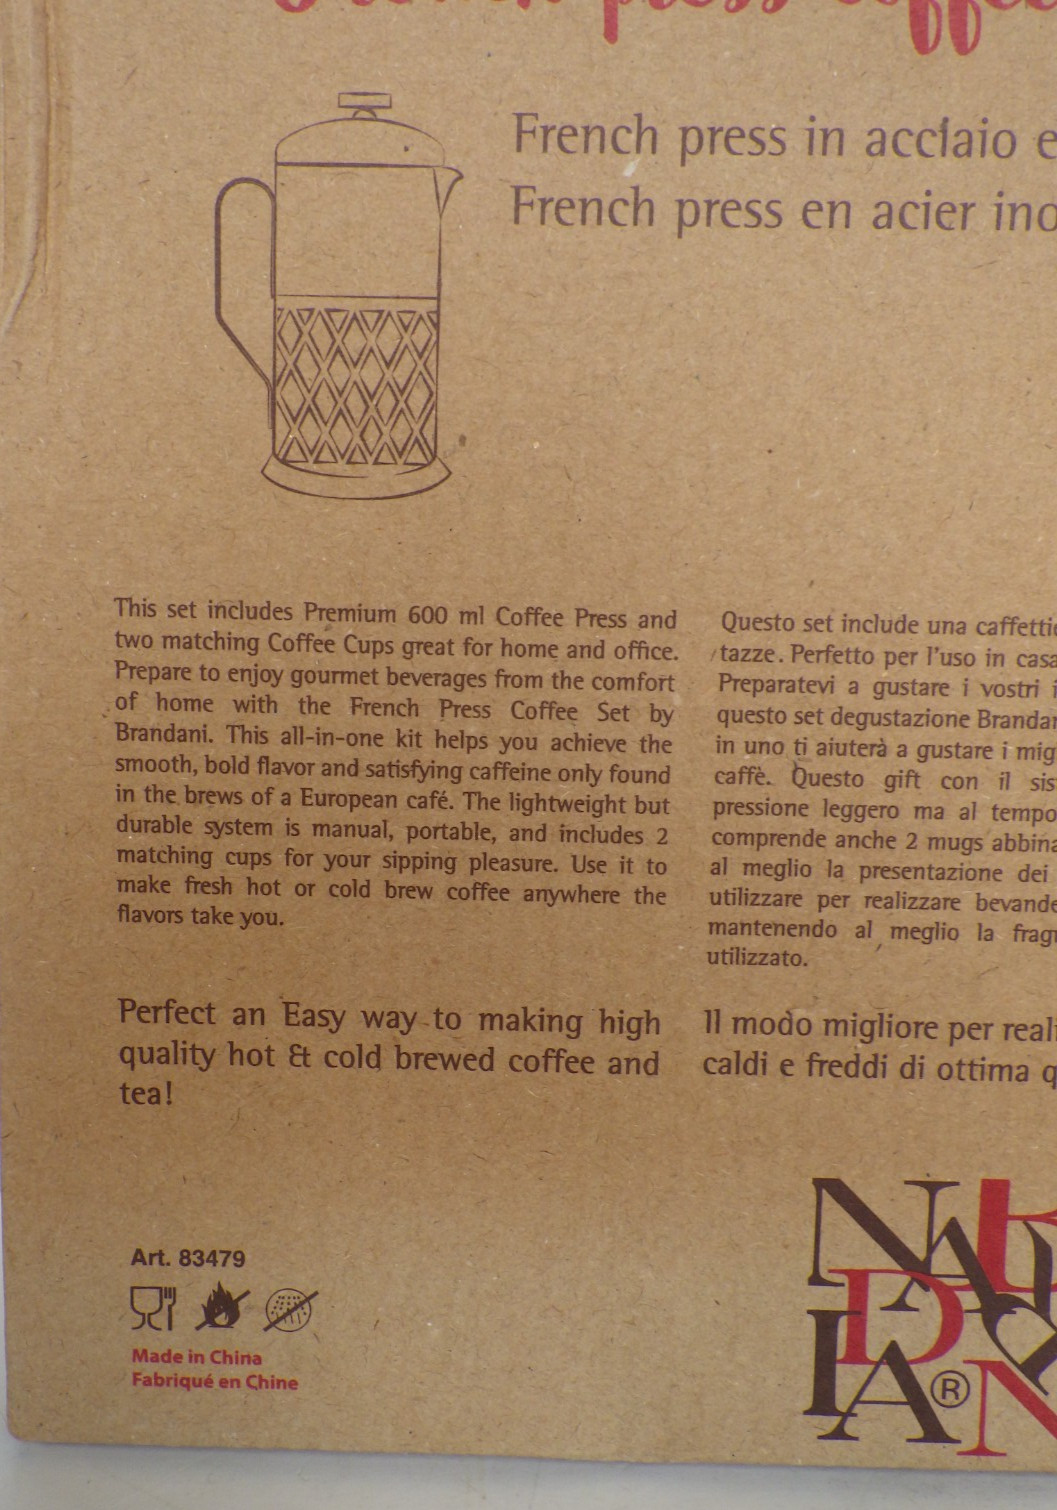 French press coffee
French press in accIaio e
French press en acier ino
This set includes Premium 600 ml Coffee Press and
two matching Coffee Cups great for home and office.
Prepare to enjoy gourmet beverages from the comfort
of home with the French Press Coffee Set by
Brandani. This all-in-one kit helps you achieve the
smooth, bold flavor and satisfying caffeine only found
in the brews of a European café. The lightweight but
durable system is manual, portable, and includes 2
matching cups for your sipping pleasure. Use it to
make fresh hot or cold brew coffee anywhere the
flavors take you.
Questo set include una caffetti
tazze. Perfetto per l'uso in casa
Preparatevi a gustare i vostri i
questo set degustazione Brandan
in uno ti aiuterà a gustare i mig
caffè. Questo gift con il sis
pressione leggero ma al tempo
comprende anche 2 mugs abbina
al meglio la presentazione dei
utilizzare per realizzare bevande
mantenendo al meglio la frag
utilizzato.
Perfect an Easy way to making high
quality hot & cold brewed coffee and
tea!
Il modo migliore per reali
caldi e freddi di ottima q
Art. 83479
Made in China
Fabriqué en Chine